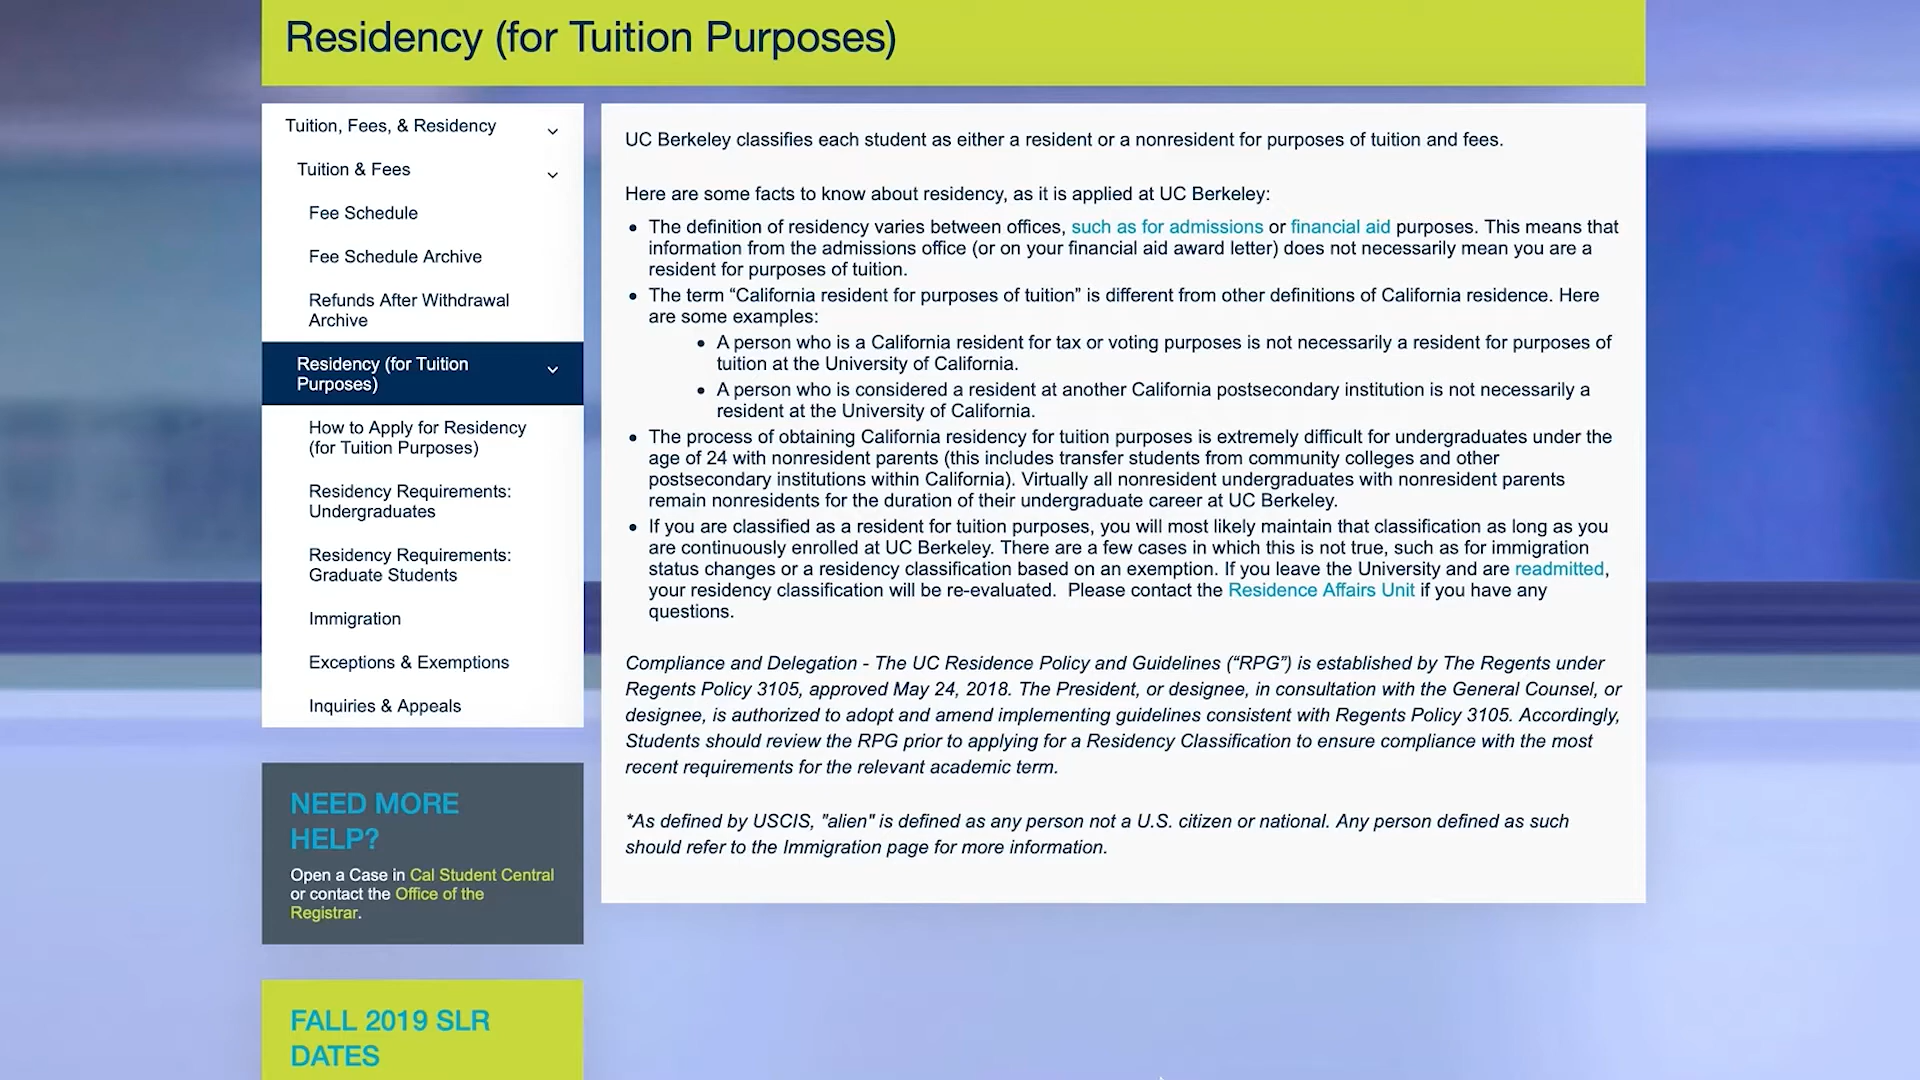 Residency (for Tuition Purposes)
Tuition, Fees, & Residency
Tuition & Fees
Fee Schedule
Fee Schedule Archive
Refunds After Withdrawal
Archive
Residency (for Tuition
Purposes)
How to Apply for Residency
(for Tuition Purposes)
Residency Requirements:
Undergraduates
Residency Requirements:
Graduate Students
Immigration
Exceptions & Exemptions
Inquiries & Appeals
NEED MORE
HELP?
Open a Case in Cal Student Central
or contact the Office of the
Registrar.
FALL 2019 SLR
DATES
UC Berkeley classifies each student as either a resident or a nonresident for purposes of tuition and fees.
Here are some facts to know about residency, as it is applied at UC Berkeley:
The definition of residency varies between offices, such as for admissions or financial aid purposes. This means that
information from the admissions office (or on your financial aid award letter) does not necessarily mean you are a
resident for purposes of tuition.
The term “California resident for purposes of tuition” is different from other definitions of California residence. Here
are some examples:
A person who is a California resident for tax or voting purposes is not necessarily a resident for purposes of
tuition at the University of California.
A person who is considered a resident at another California postsecondary institution is not necessarily a
resident at the University of California.
The process of obtaining California residency for tuition purposes is extremely difficult for undergraduates under the
age of 24 with nonresident parents (this includes transfer students from community colleges and other
postsecondary institutions within California). Virtually all nonresident undergraduates with nonresident parents
remain nonresidents for the duration of their undergraduate career at UC Berkeley.
If you are classified as a resident for tuition purposes, you will most likely maintain that classification as long as you
are continuously enrolled at UC Berkeley. There are a few cases in which this is not true, such as for immigration
status changes or a residency classification based on an exemption. If you leave the University and are readmitted,
your residency classification will be re-evaluated. Please contact the Residence Affairs Unit if you have any
questions.
Compliance and Delegation - The UC Residence Policy and Guidelines (“RPG”) is established by The Regents under
Regents Policy 3105, approved May 24, 2018. The President, or designee, in consultation with the General Counsel, or
designee, is authorized to adopt and amend implementing guidelines consistent with Regents Policy 3105. Accordingly,
Students should review the RPG prior to applying for a Residency Classification to ensure compliance with the most
recent requirements for the relevant academic term.
*As defined by USCIS, "alien" is defined as any person not a U.S. citizen or national. Any person defined as such
should refer to the Immigration page for more information.